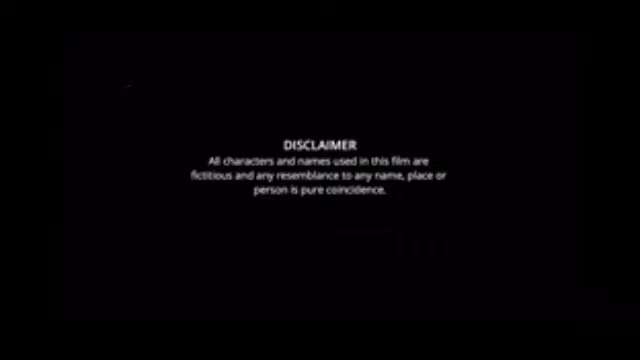 DISCLAIMER
All characters and names used in this film are
fictitious and any resemblance to any name, place or
person is pure coincidence.